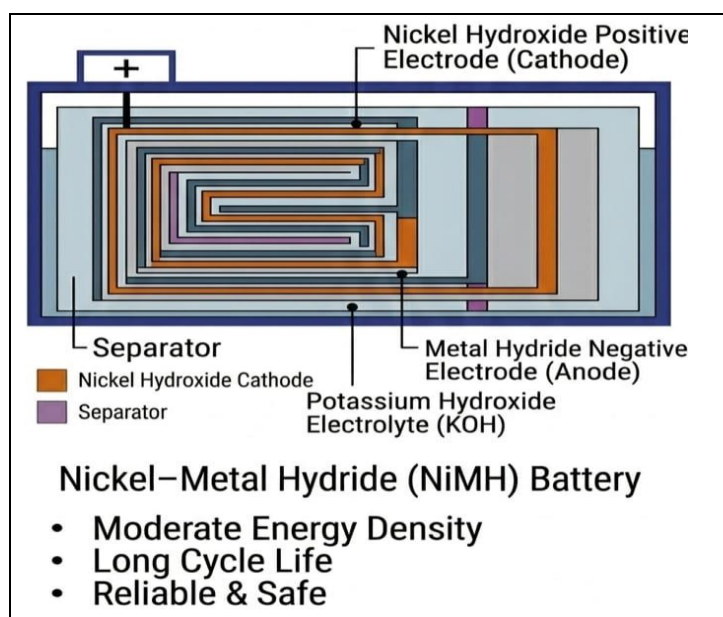 Nickel Hydroxide Positive
Electrode (Cathode)
+
Separator
Nickel Hydroxide Cathode
Separator
Metal Hydride Negative
Electrode (Anode)
Potassium Hydroxide
Electrolyte (KOH)
Nickel–Metal Hydride (NiMH) Battery
• Moderate Energy Density
• Long Cycle Life
• Reliable & Safe